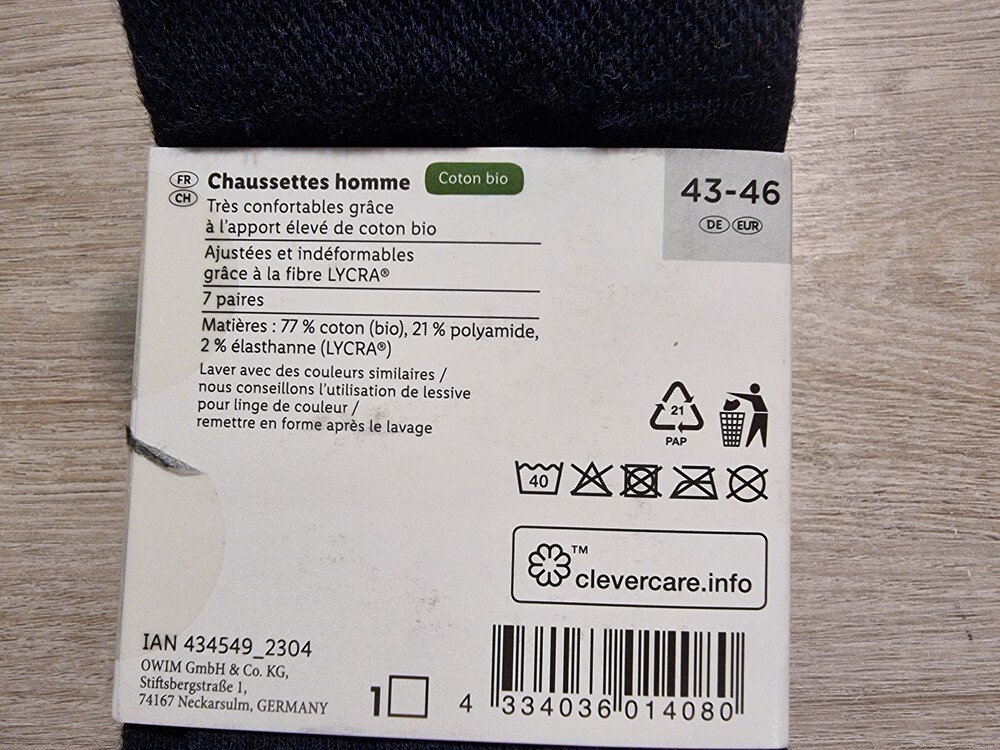 FR
CH
Chaussettes homme
Coton bio
Très confortables grâce
à l'apport élevé de coton bio
Ajustées et indéformables
grâce à la fibre LYCRA®
7 paires
Matières : 77 % coton (bio), 21 % polyamide,
2 % élasthanne (LYCRA®)
Laver avec des couleurs similaires /
nous conseillons l'utilisation de lessive
pour linge de couleur /
remettre en forme après le lavage
43-46
DE EUR
21
PAP
40
™
clevercare.info
IAN 434549_2304
OWIM GmbH & Co. KG,
Stiftsbergstraße 1,
74167 Neckarsulm, GERMANY
1
4 334036 014080